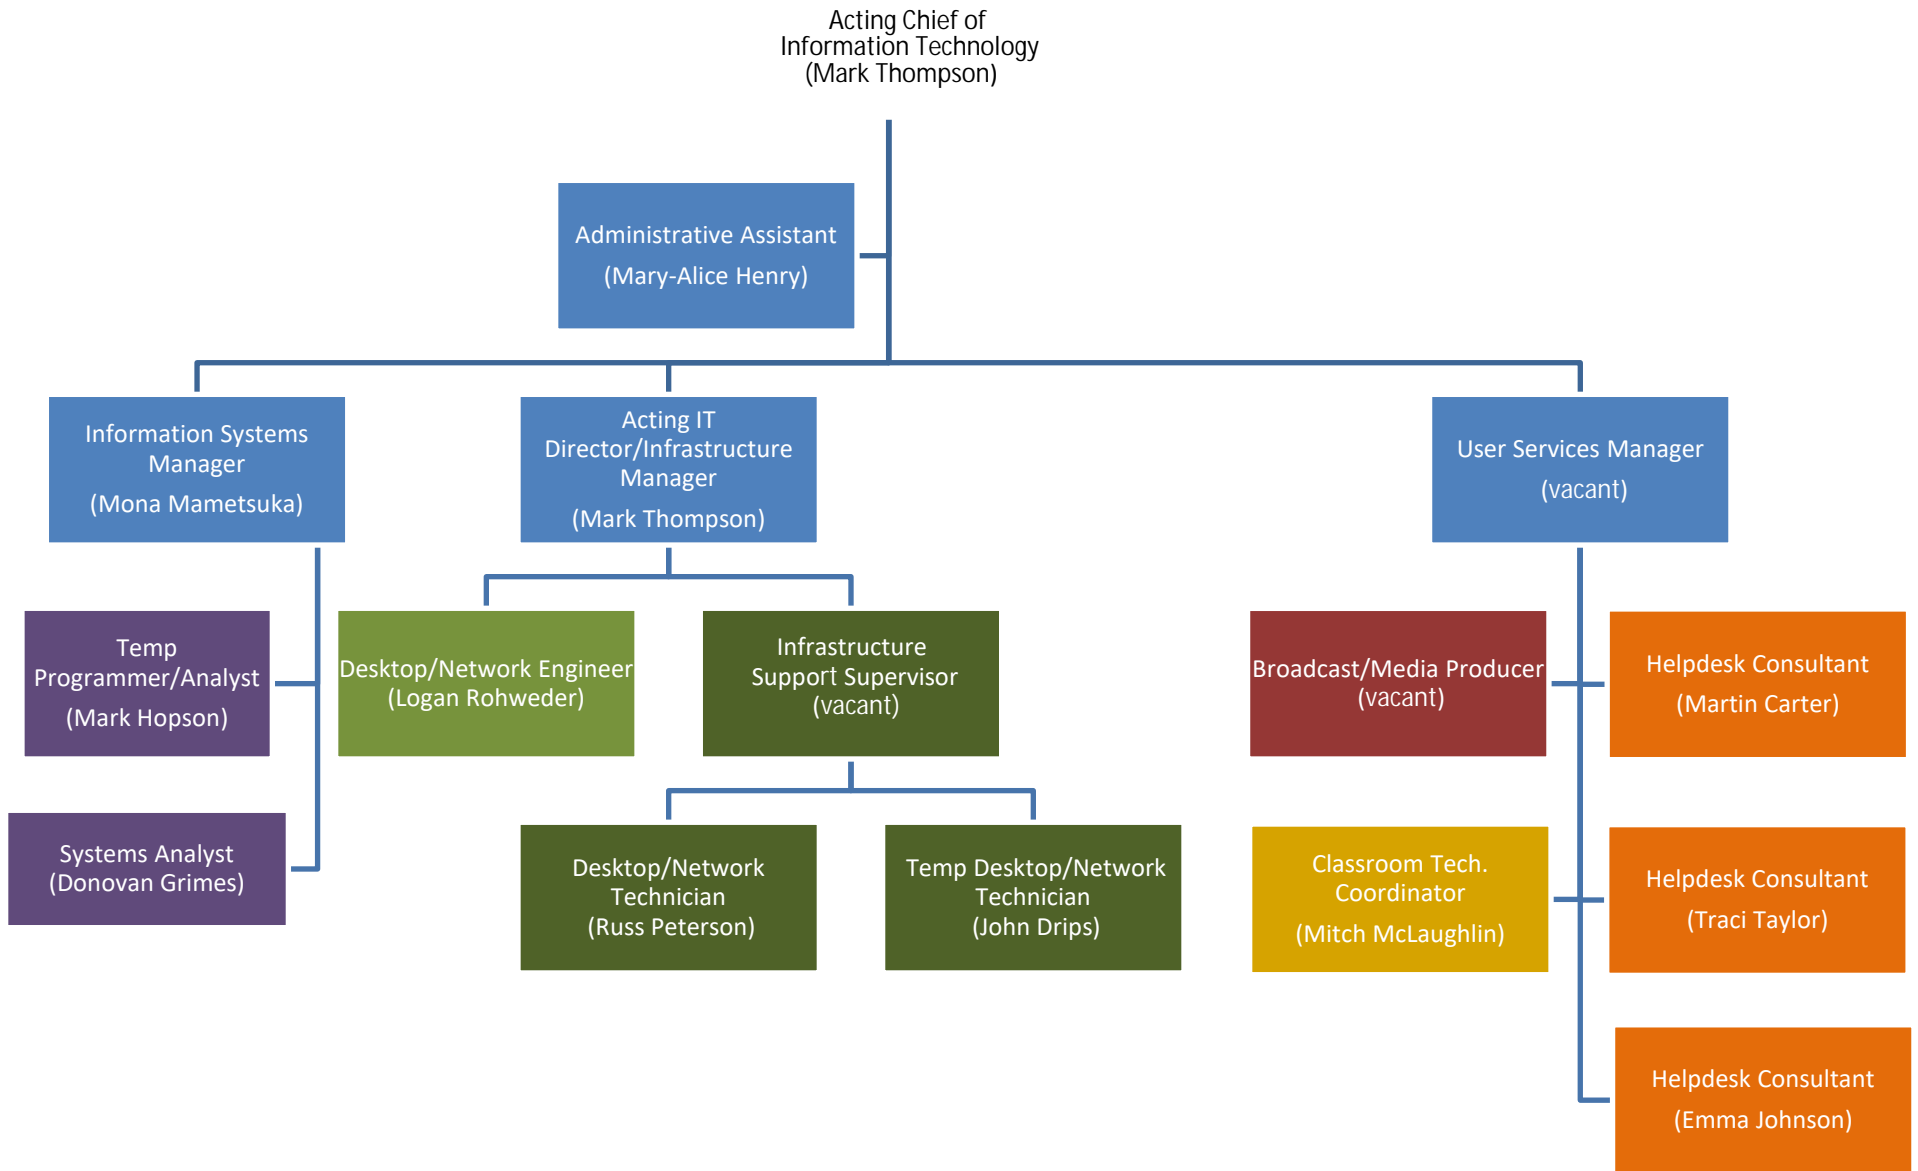 Acting Chief of
Information Technology
(Mark Thompson)
Administrative Assistant
(Mary-Alice Henry)
Information Systems
Manager
(Mona Mametsuka)
Acting IT
Director/Infrastructure
Manager
(Mark Thompson)
User Services Manager
(vacant)
Temp
Programmer/Analyst
(Mark Hopson)
Desktop/Network Engineer
(Logan Rohweder)
Infrastructure
Support Supervisor
(vacant)
Broadcast/Media Producer
(vacant)
Helpdesk Consultant
(Martin Carter)
Systems Analyst
(Donovan Grimes)
Desktop/Network
Technician
(Russ Peterson)
Temp Desktop/Network
Technician
(John Drips)
Classroom Tech.
Coordinator
(Mitch McLaughlin)
Helpdesk Consultant
(Traci Taylor)
Helpdesk Consultant
(Emma Johnson)